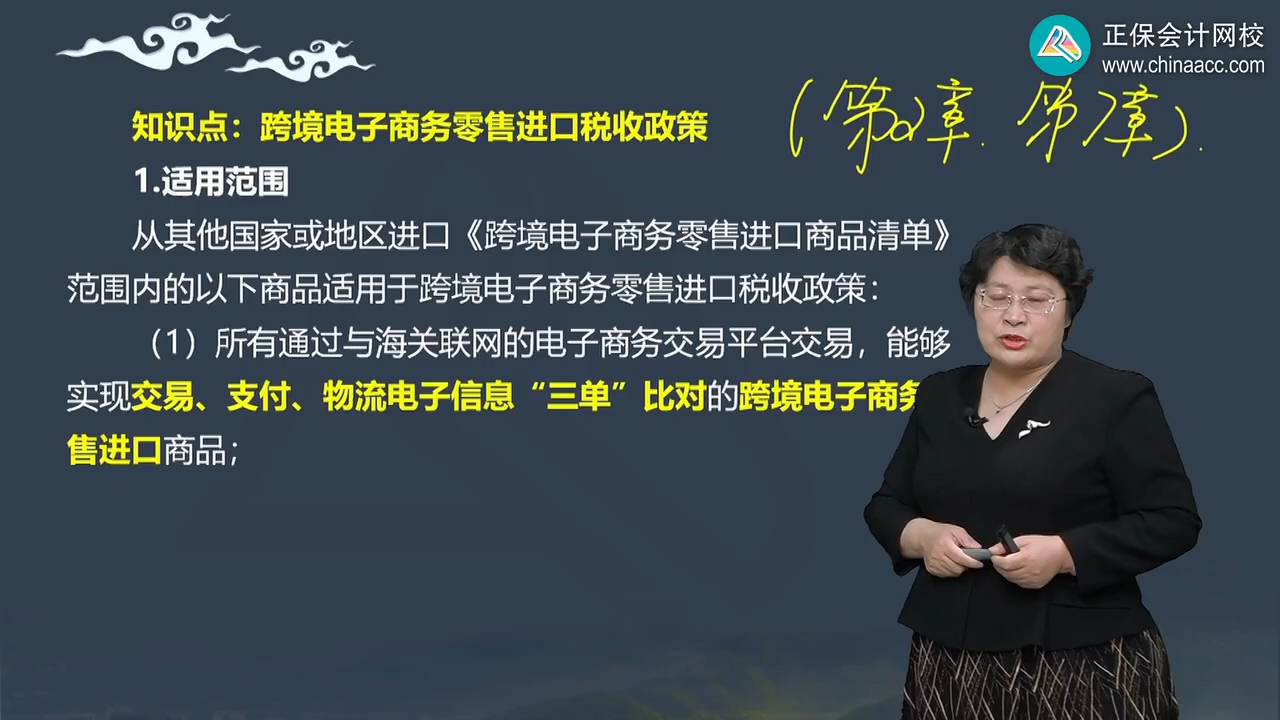 正保会计网校
www.chinaacc.com
知识点：跨境电子商务零售进口税收政策
（第2章、第7章）.
1.适用范围
从其他国家或地区进口《跨境电子商务零售进口商品清单》
范围内的以下商品适用于跨境电子商务零售进口税收政策：
（1）所有通过与海关联网的电子商务交易平台交易，能够
实现交易、支付、物流电子信息“三单”比对的跨境电子商务
售进口商品；